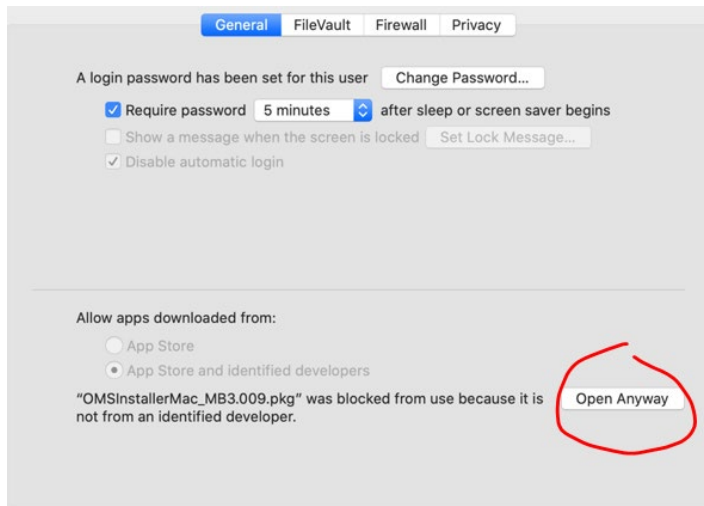 General FileVault Firewall Privacy
A login password has been set for this user Change Password...
Require password 5 minutes after sleep or screen saver begins
Show a message when the screen is locked Set Lock Message...
Disable automatic login
Allow apps downloaded from:
App Store
App Store and identified developers
“OMSInstallerMac_MB3.009.pkg” was blocked from use because it is Open Anyway
not from an identified developer.